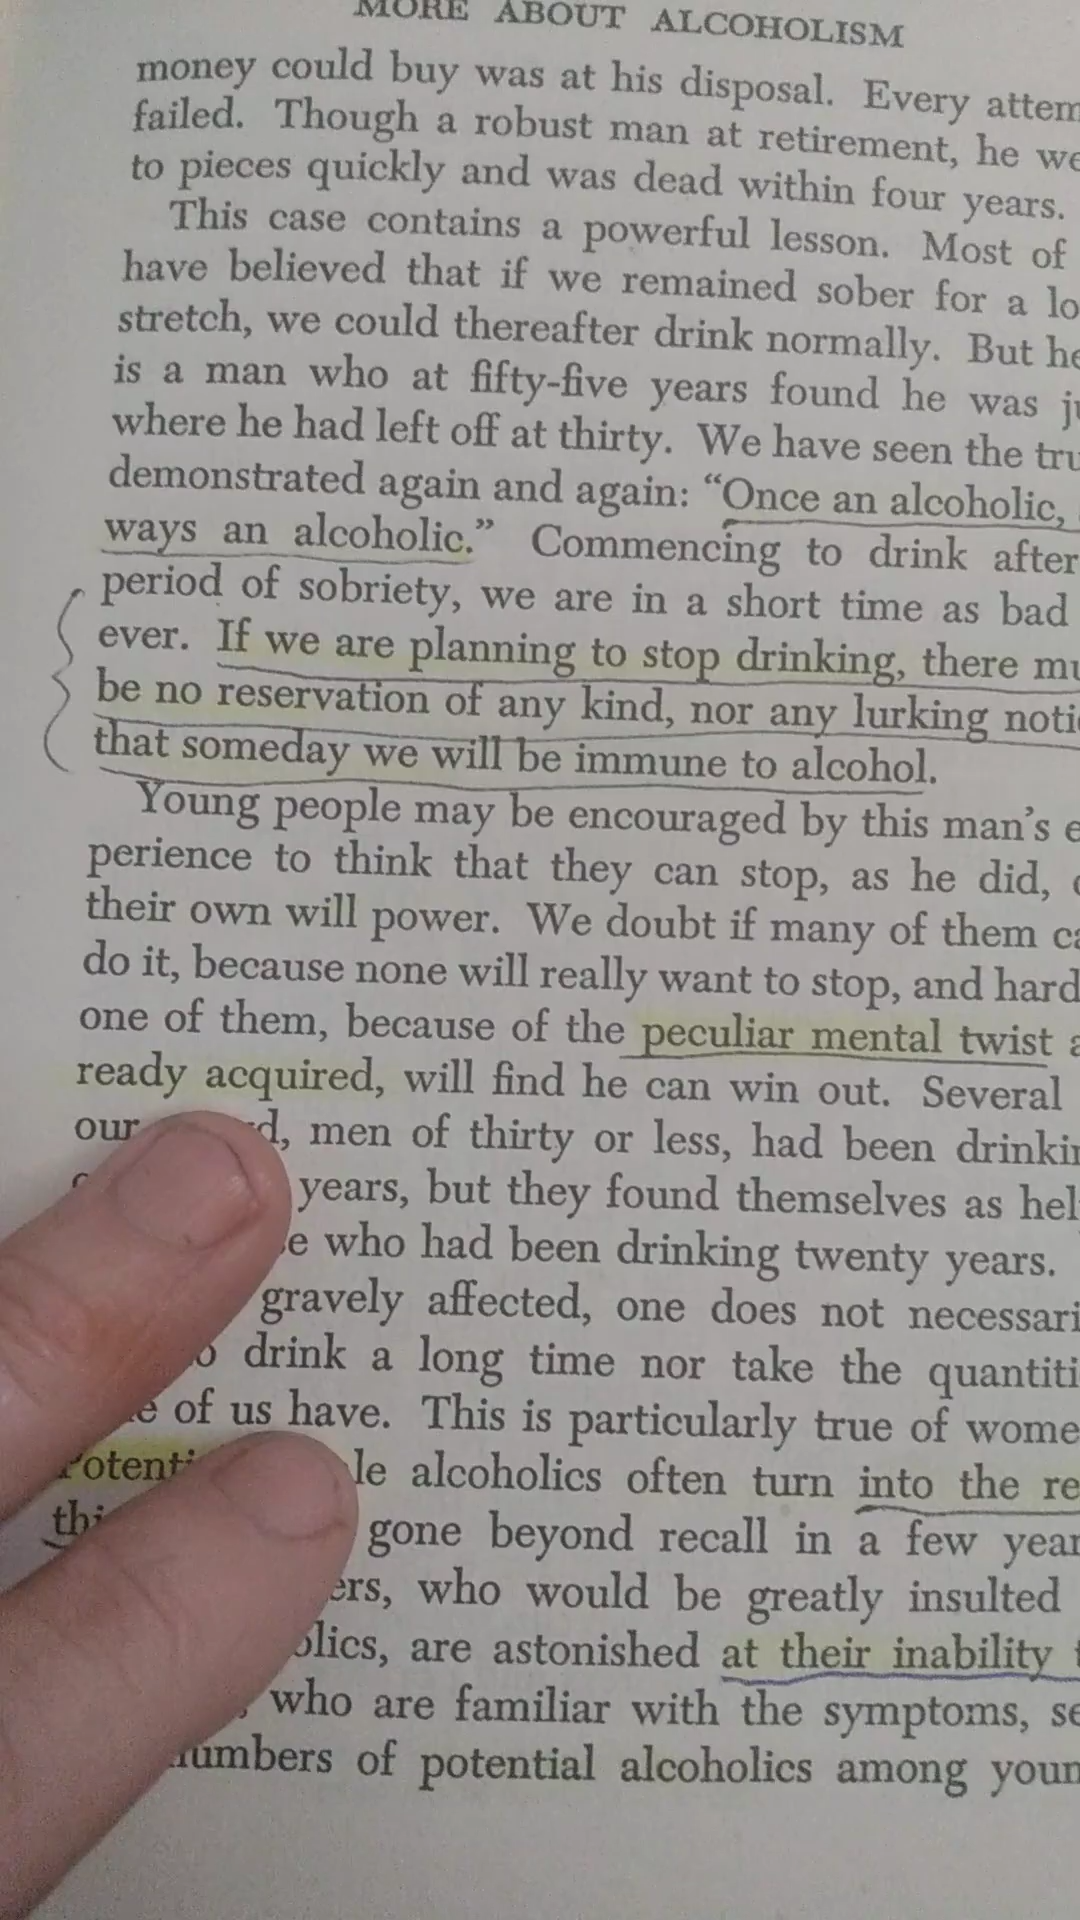 MORE ABOUT ALCOHOLISM
money could buy was at his disposal. Every attem
failed. Though a robust man at retirement, he we
to pieces quickly and was dead within four years.
This case contains a powerful lesson. Most of
have believed that if we remained sober for a lo
stretch, we could thereafter drink normally. But he
is a man who at fifty-five years found he was ju
where he had left off at thirty. We have seen the tru
demonstrated again and again: “Once an alcoholic,
ways an alcoholic.” Commencing to drink after
period of sobriety, we are in a short time as bad
ever. If we are planning to stop drinking, there mu
be no reservation of any kind, nor any lurking noti
that someday we will be immune to alcohol.
Young people may be encouraged by this man’s e
perience to think that they can stop, as he did,
their own will power. We doubt if many of them ca
do it, because none will really want to stop, and hard
one of them, because of the peculiar mental twist a
ready acquired, will find he can win out. Several
our d, men of thirty or less, had been drinkin
years, but they found themselves as hel
e who had been drinking twenty years.
gravely affected, one does not necessari
o drink a long time nor take the quantiti
e of us have. This is particularly true of wome
Potenti le alcoholics often turn into the re
thi gone beyond recall in a few year
ers, who would be greatly insulted
olics, are astonished at their inability t
who are familiar with the symptoms, se
numbers of potential alcoholics among youn